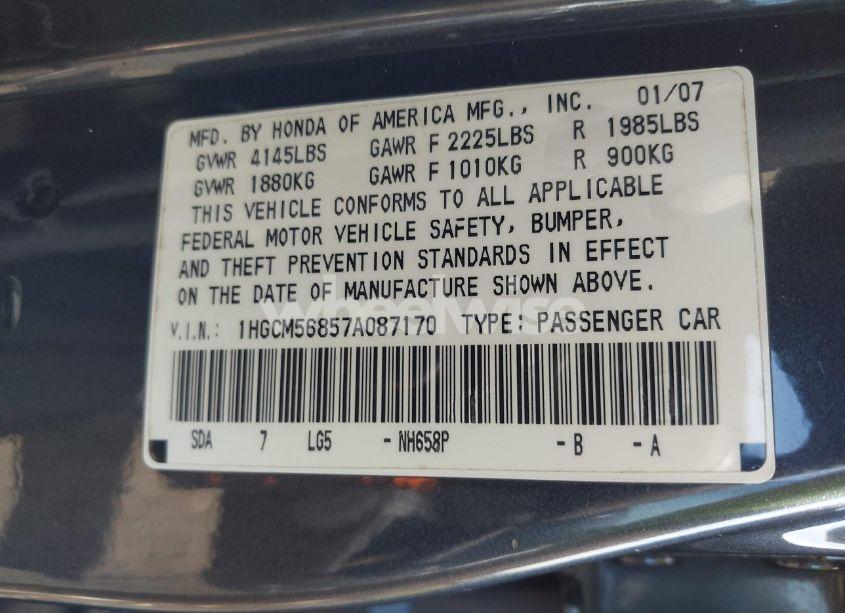 MFD. BY HONDA OF AMERICA MFG., INC. 01/07
GVWR 4145LBS GAWR F 2225LBS R 1985LBS
GVWR 1880KG GAWR F 1010KG R 900KG
THIS VEHICLE CONFORMS TO ALL APPLICABLE
FEDERAL MOTOR VEHICLE SAFETY, BUMPER,
AND THEFT PREVENTION STANDARDS IN EFFECT
ON THE DATE OF MANUFACTURE SHOWN ABOVE.
wheelwise
V.I.N.: 1HGCM56857A087170 TYPE: PASSENGER CAR
SDA 7 LG5 - NH658P - B - A